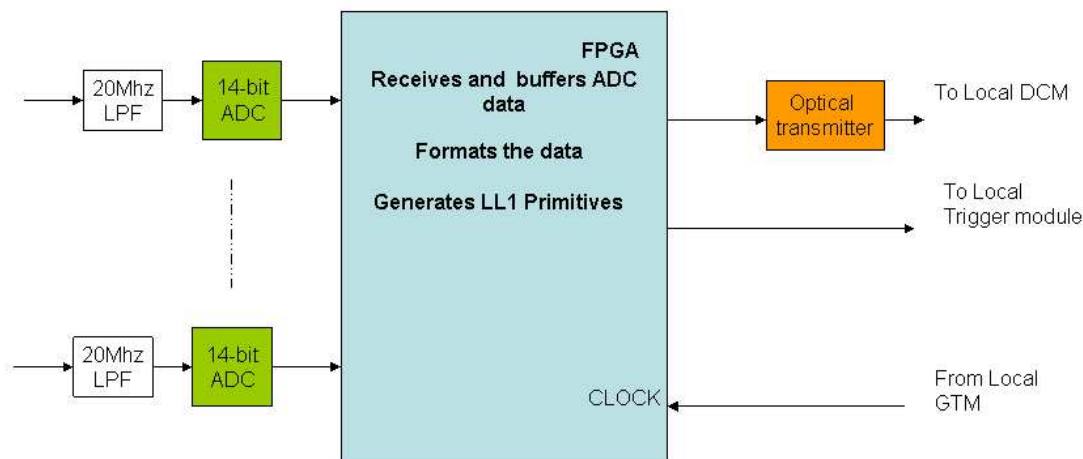 FPGA
Receives and buffers ADC
data
Formats the data
Generates LL1 Primitives
20Mhz
LPF
14-bit
ADC
Optical
transmitter
To Local DCM
To Local
Trigger module
20Mhz
LPF
14-bit
ADC
CLOCK
From Local
GTM